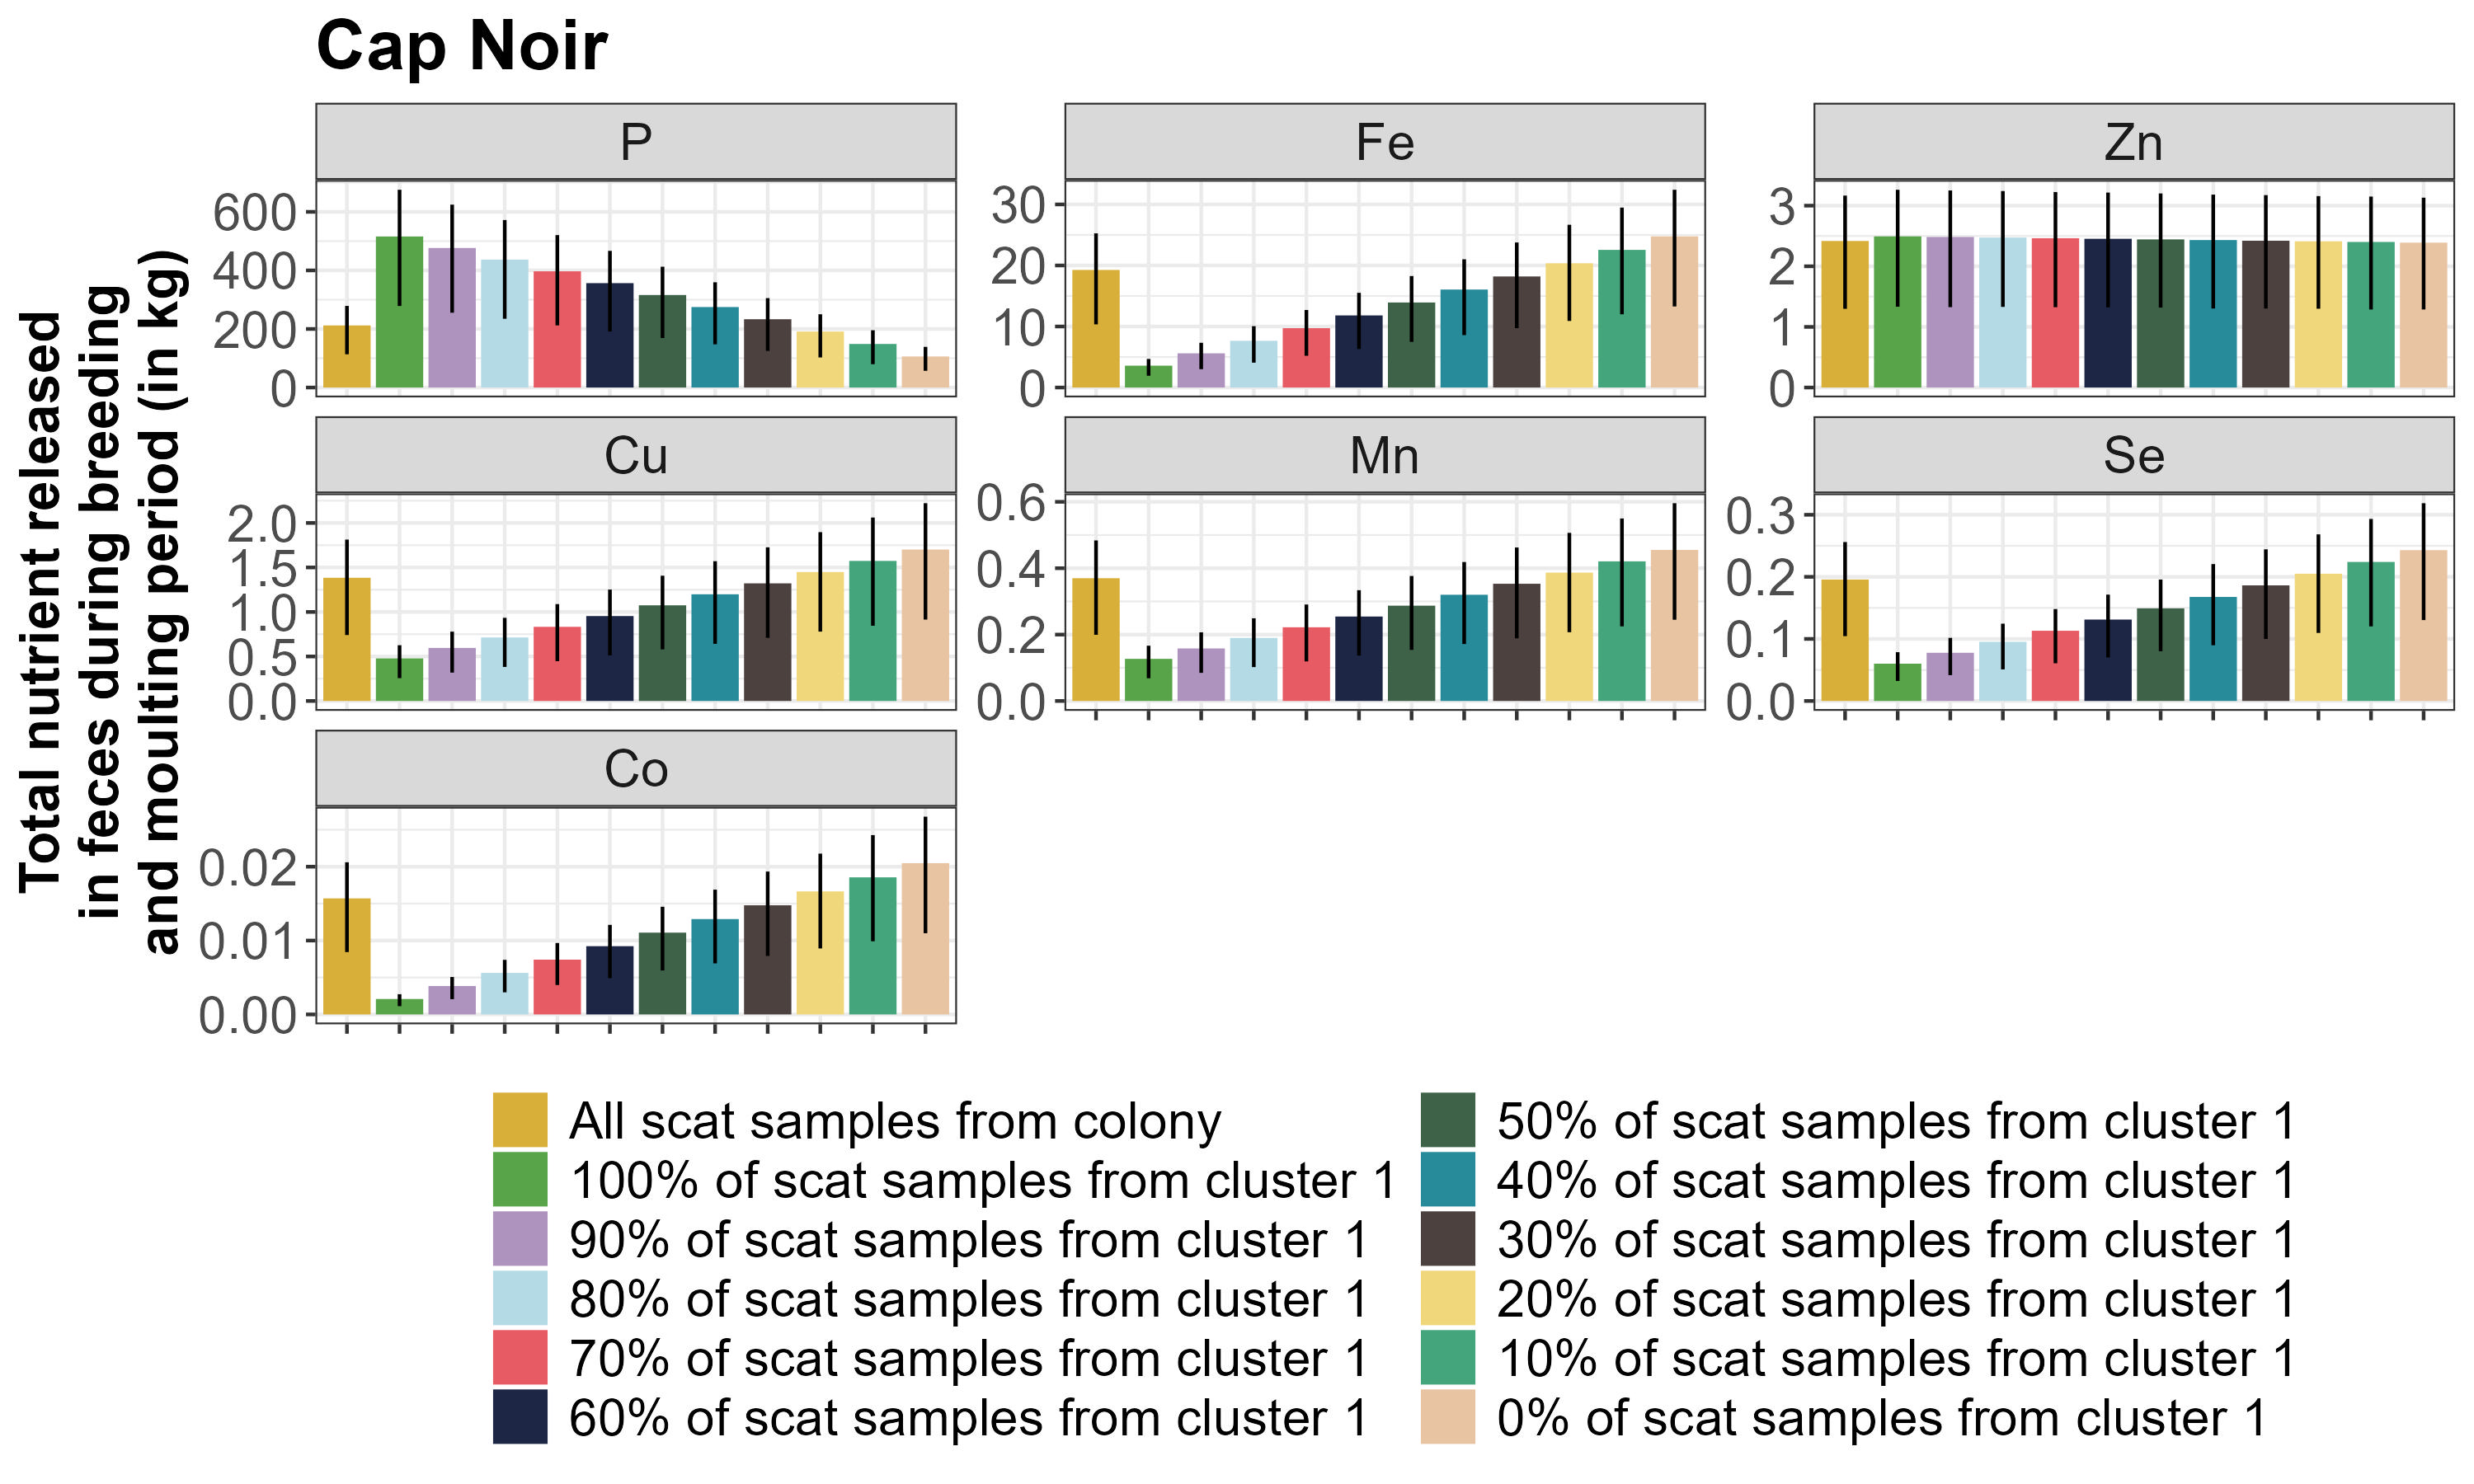 Cap Noir
Total nutrient released
in feces during breeding
and moulting period (in kg)
P
600
400
200
0
Fe
30
20
10
0
Zn
3
2
1
0
Cu
2.0
1.5
1.0
0.5
0.0
Mn
0.6
0.4
0.2
0.0
Se
0.3
0.2
0.1
0.0
Co
0.02
0.01
0.00
All scat samples from colony
100% of scat samples from cluster 1
90% of scat samples from cluster 1
80% of scat samples from cluster 1
70% of scat samples from cluster 1
60% of scat samples from cluster 1
50% of scat samples from cluster 1
40% of scat samples from cluster 1
30% of scat samples from cluster 1
20% of scat samples from cluster 1
10% of scat samples from cluster 1
0% of scat samples from cluster 1